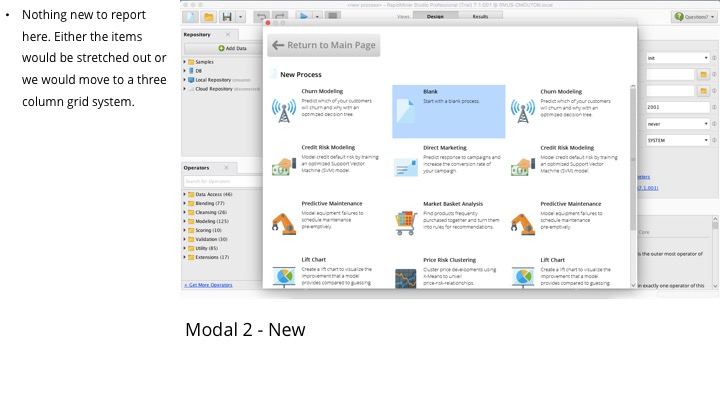 • Nothing new to report
here. Either the items
would be stretched out or
we would move to a three
column grid system.
<new process> – RapidMiner Studio Professional (Trial) 7.1.001 @ RMUS-CMOUTON.local
Views Design Results Questions?
Repository
Add Data
Samples
DB
Local Repository
Cloud Repository (disconnected)
Operators
Search for Operators
Data Access (46)
Blending (77)
Cleansing (26)
Modeling (125)
Scoring (10)
Validation (30)
Utility (85)
Extensions (17)
+ Get More Operators
New
Return to Main Page
New Process
Churn Modeling
Predict which of your customers
will churn and why with an
optimized decision tree.
Blank
Start with a blank process.
Churn Modeling
Predict which of your customers
will churn and why with an
optimized decision tree.
Credit Risk Modeling
Model credit default risk by training
an optimized Support Vector
Machine (SVM) model.
Direct Marketing
Predict response to campaigns and
increase the conversion rate of
your campaign.
Credit Risk Modeling
Model credit default risk by training
an optimized Support Vector
Machine (SVM) model.
Predictive Maintenance
Model equipment failures to
schedule maintenance
pre-emptively.
Market Basket Analysis
Find products frequently
purchased together and turn
them into rules for recommendations.
Predictive Maintenance
Model equipment failures to
schedule maintenance
pre-emptively.
Lift Chart
Create a lift chart to visualize the
improvement that a model
provides compared to guessing.
Price Risk Clustering
Cluster price developments using
X-Means to unveil
price-risk-relationships.
Lift Chart
Create a lift chart to visualize the
improvement that a model
provides compared to guessing.
init
2001
never
SYSTEM
(7.1.001)
Core
is the outer most operator of
in exactly one operator of this
Modal 2 - New